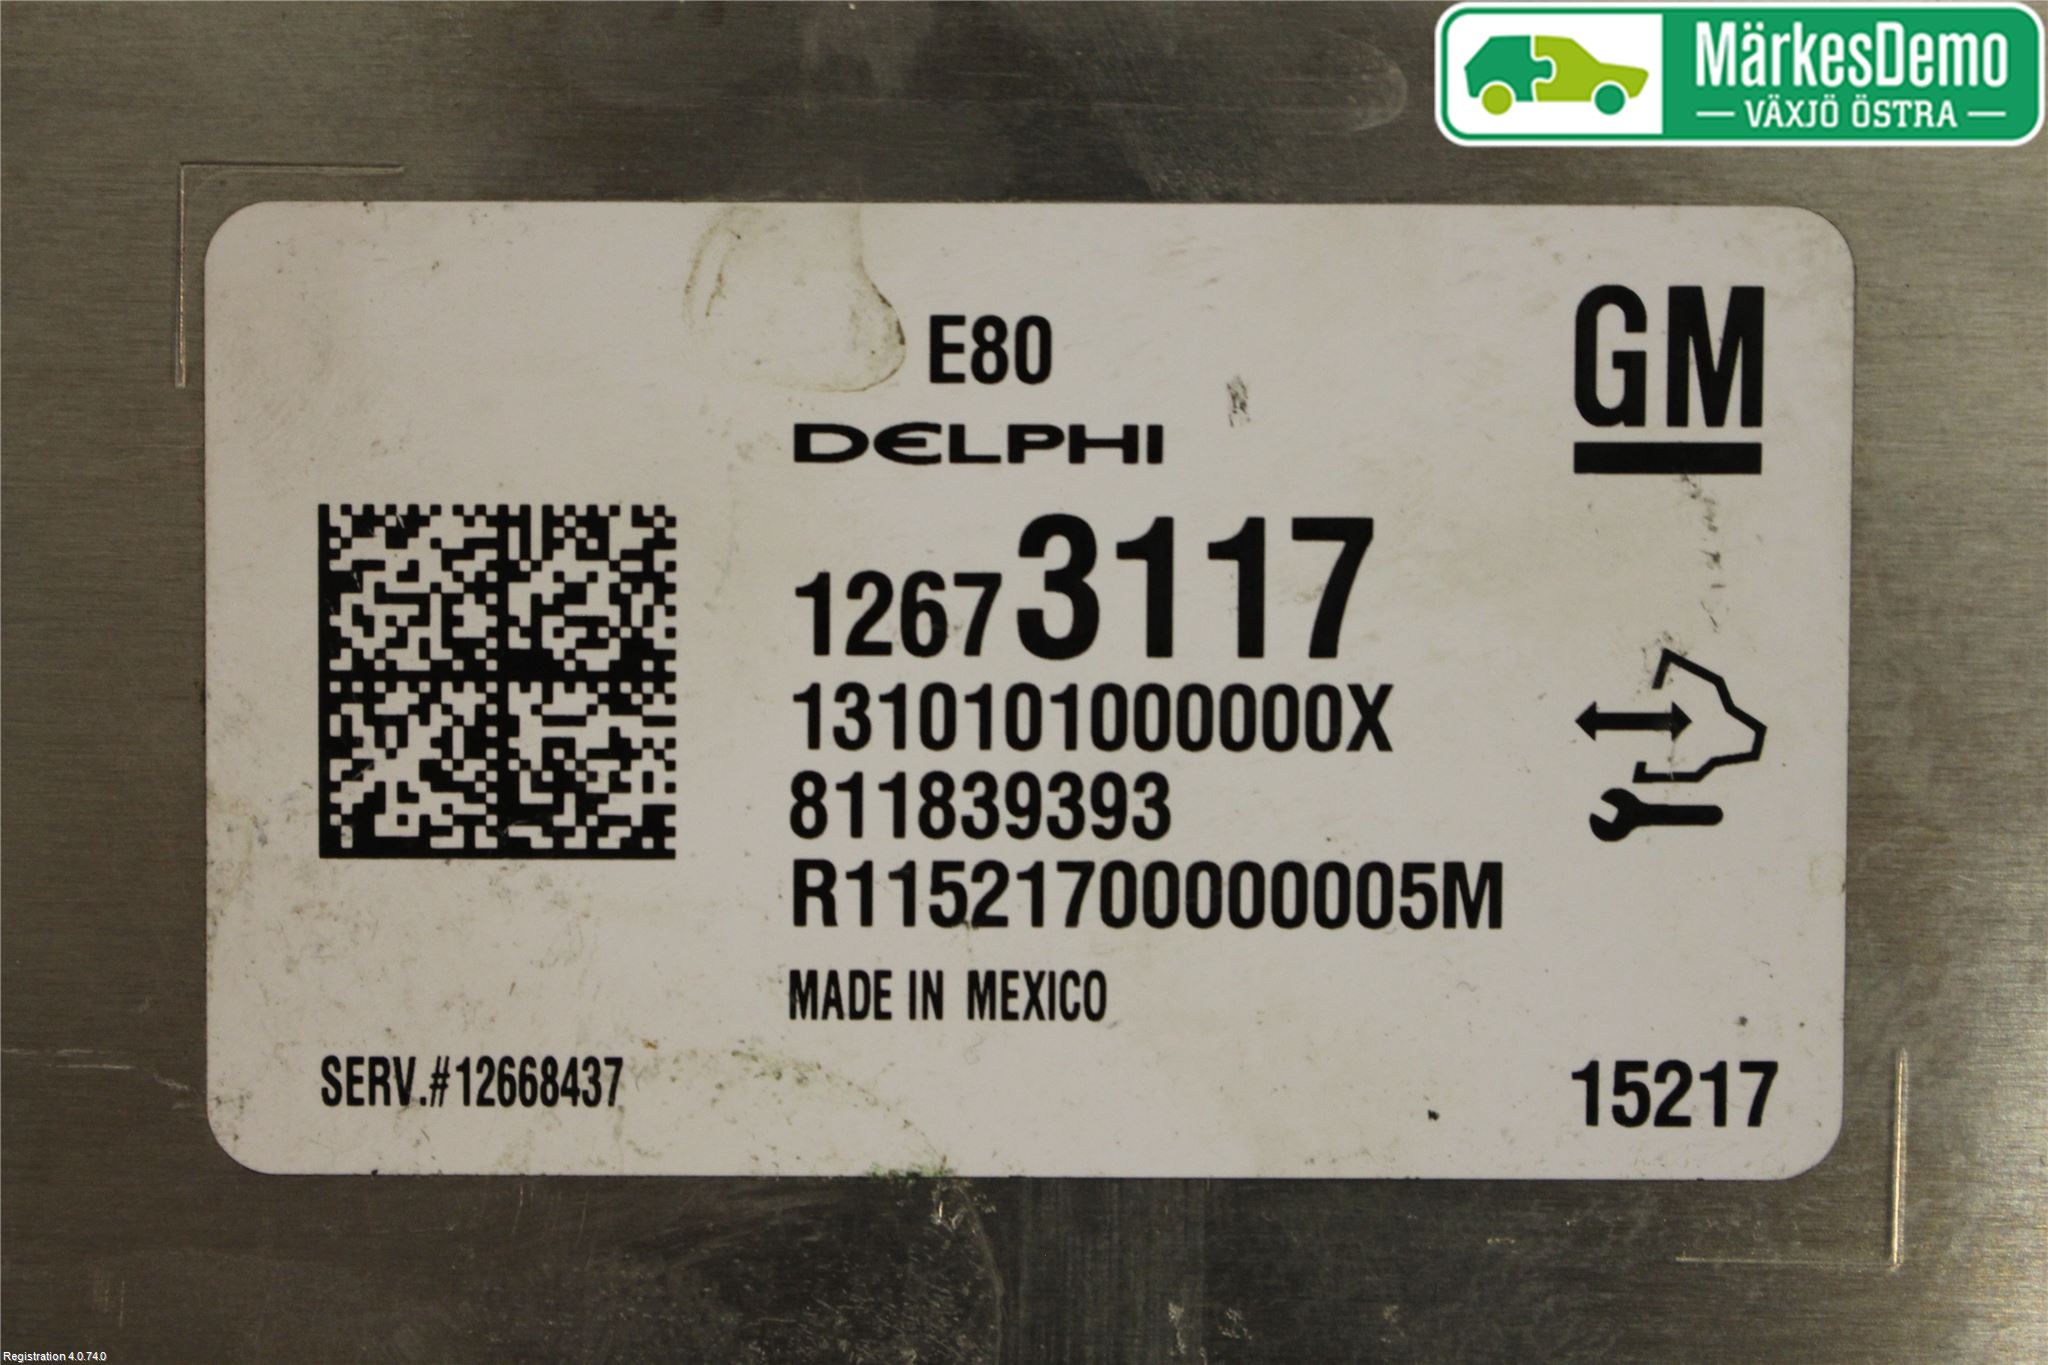 MärkesDemo
— VÄXJÖ ÖSTRA —
E80
GM
DELPHI
12673117
1310101000000X
811839393
R11521700000005M
MADE IN MEXICO
SERV.#12668437
15217
Registration 4.0.74.0